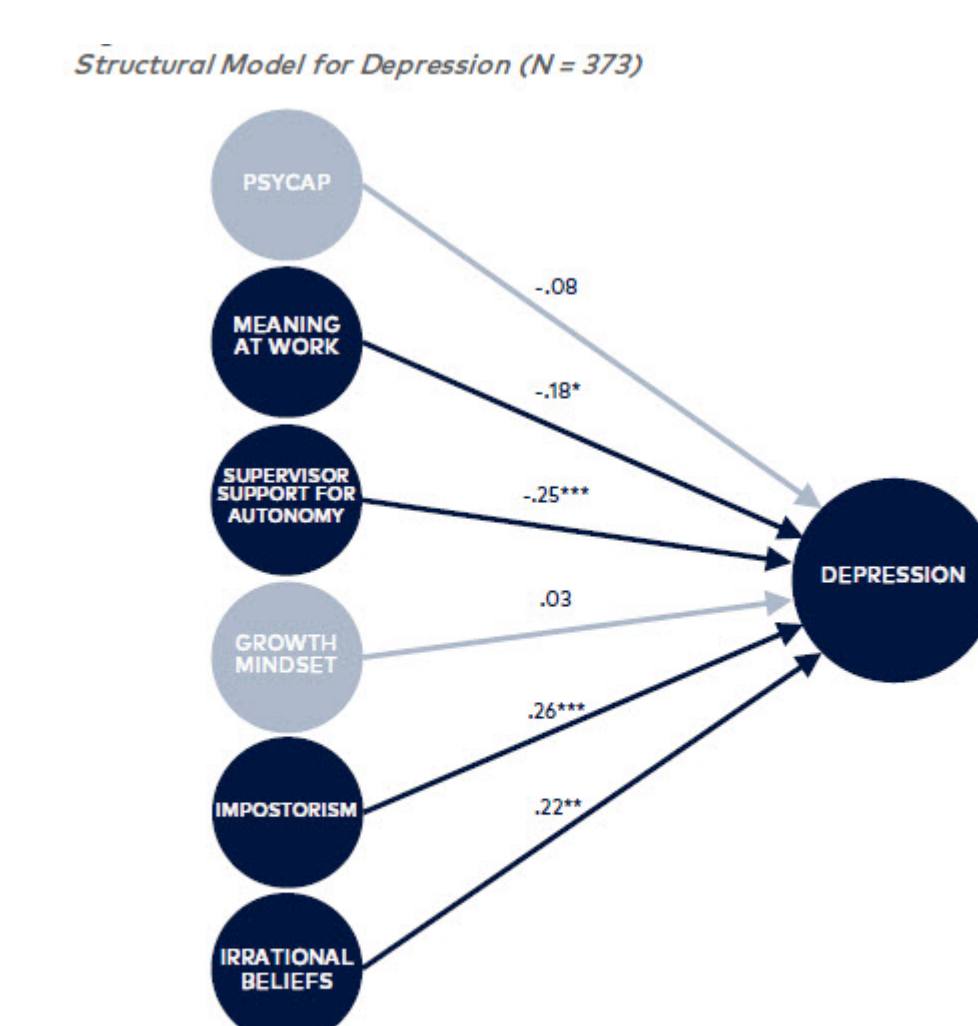 Structural Model for Depression (N = 373)
PSYCAP
-.08
MEANING
AT WORK
-.18*
SUPERVISOR
SUPPORT FOR
AUTONOMY
-.25***
DEPRESSION
.03
GROWTH
MINDSET
.26***
IMPOSTORISM
.22**
IRRATIONAL
BELIEFS